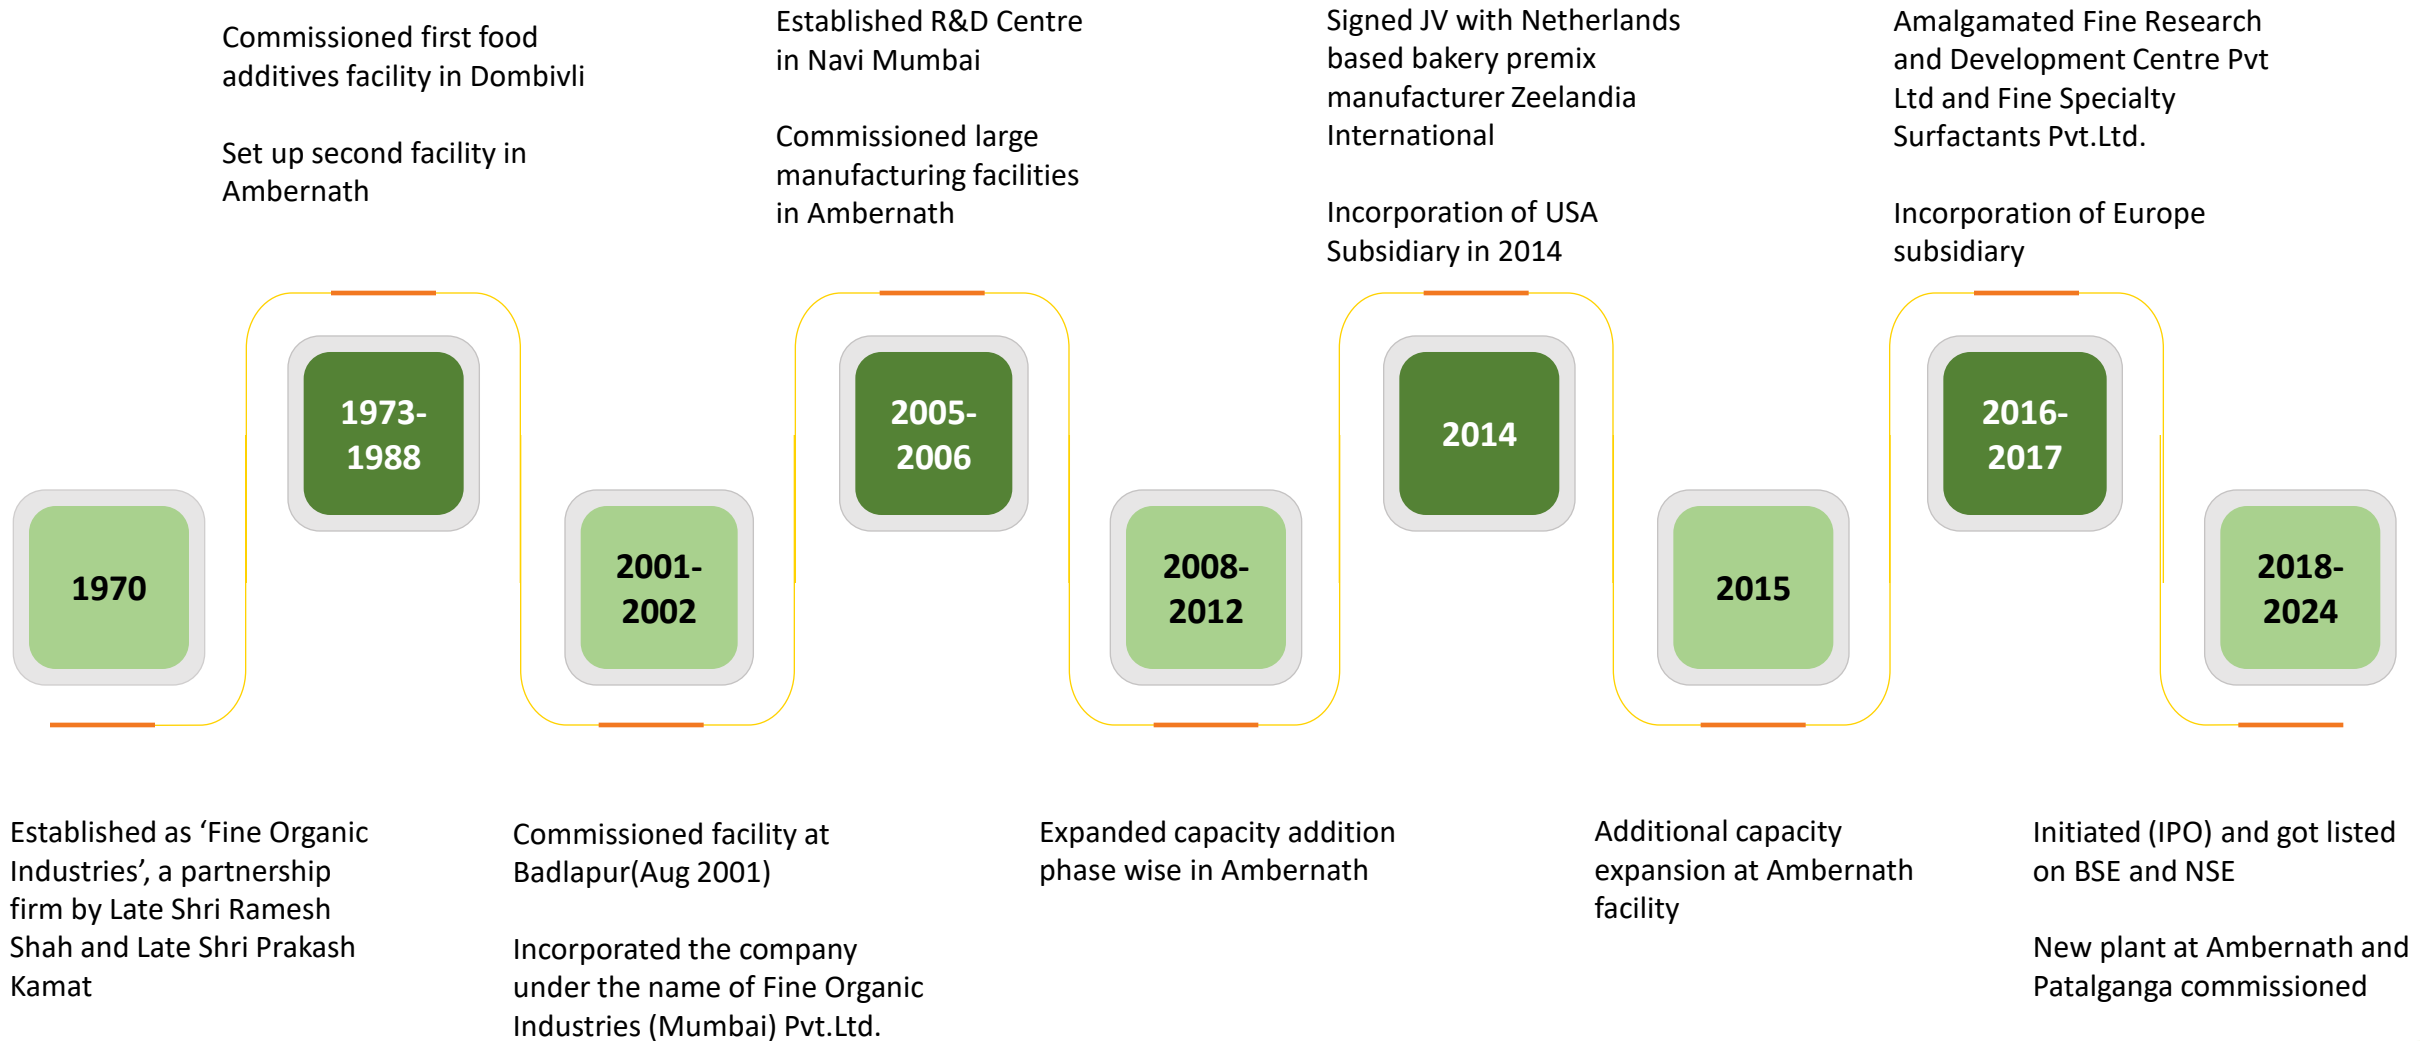 Commissioned first food
additives facility in Dombivli
Set up second facility in
Ambernath
Established R&D Centre
in Navi Mumbai
Commissioned large
manufacturing facilities
in Ambernath
Signed JV with Netherlands
based bakery premix
manufacturer Zeelandia
International
Incorporation of USA
Subsidiary in 2014
Amalgamated Fine Research
and Development Centre Pvt
Ltd and Fine Specialty
Surfactants Pvt.Ltd.
Incorporation of Europe
subsidiary
1970
1973-
1988
2001-
2002
2005-
2006
2008-
2012
2014
2015
2016-
2017
2018-
2024
Established as ‘Fine Organic
Industries’, a partnership
firm by Late Shri Ramesh
Shah and Late Shri Prakash
Kamat
Commissioned facility at
Badlapur(Aug 2001)
Incorporated the company
under the name of Fine Organic
Industries (Mumbai) Pvt.Ltd.
Expanded capacity addition
phase wise in Ambernath
Additional capacity
expansion at Ambernath
facility
Initiated (IPO) and got listed
on BSE and NSE
New plant at Ambernath and
Patalganga commissioned